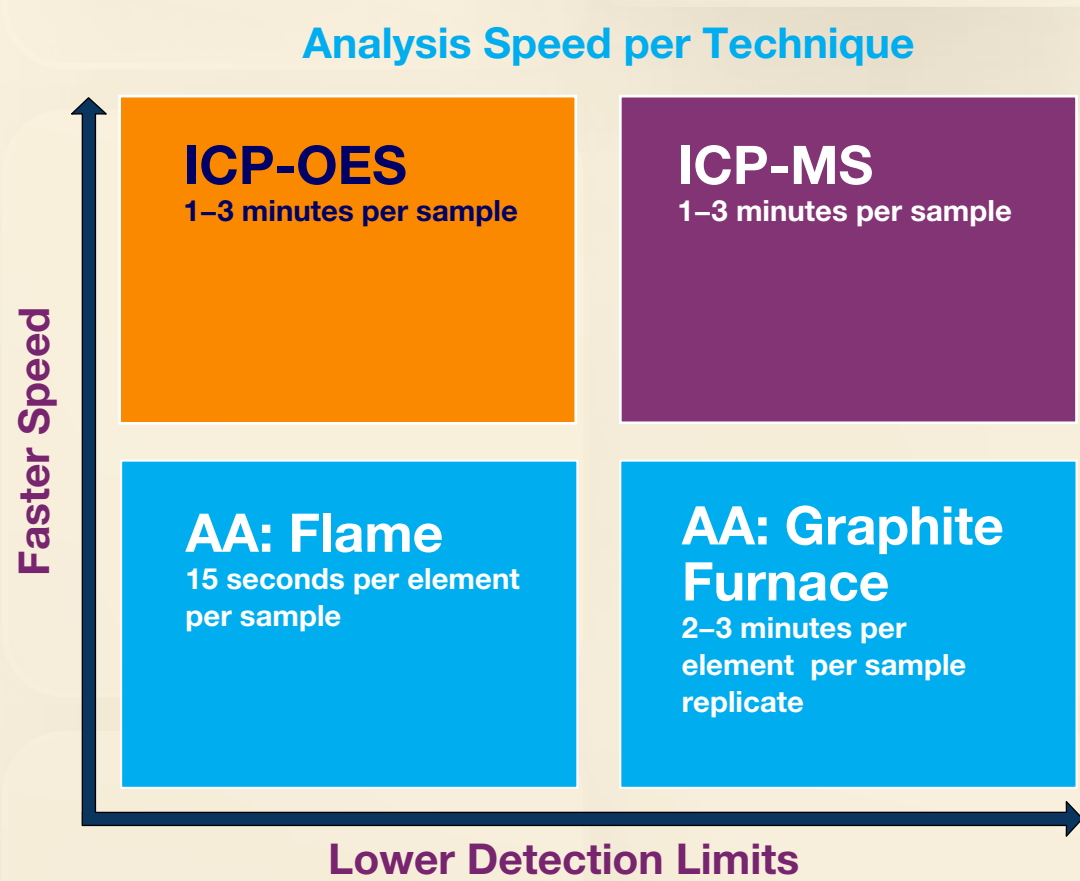 Analysis Speed per Technique
ICP-OES
1–3 minutes per sample
ICP-MS
1–3 minutes per sample
Faster Speed
AA: Flame
15 seconds per element
per sample
AA: Graphite
Furnace
2–3 minutes per
element  per sample
replicate
Lower Detection Limits